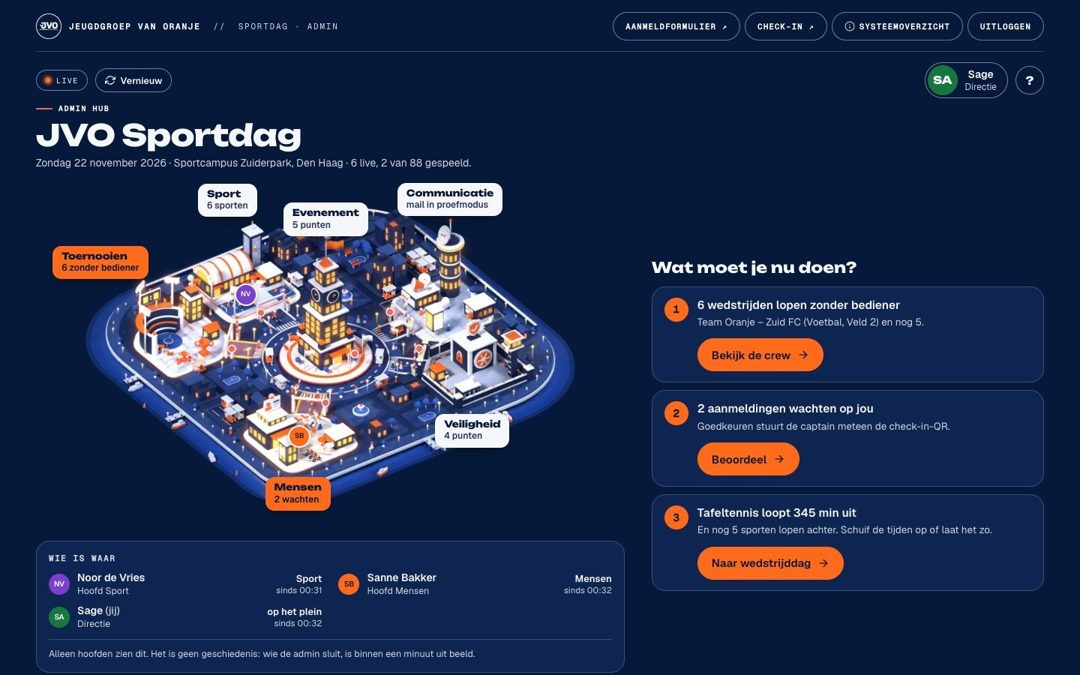 JVO JEUGDGROEP VAN ORANJE // SPORTDAG · ADMIN
AANMELDFORMULIER ↗ CHECK-IN ↗ SYSTEEMOVERZICHT UITLOGGEN
LIVE Vernieuw
SA Sage
Directie
?
ADMIN HUB
JVO Sportdag
Zondag 22 november 2026 · Sportcampus Zuiderpark, Den Haag · 6 live, 2 van 88 gespeeld.
Sport
6 sporten
Communicatie
mail in proefmodus
Evenement
5 punten
Toernooien
6 zonder bediener
NV
SB
Veiligheid
4 punten
Mensen
2 wachten
Wat moet je nu doen?
1 6 wedstrijden lopen zonder bediener
Team Oranje – Zuid FC (Voetbal, Veld 2) en nog 5.
Bekijk de crew →
2 2 aanmeldingen wachten op jou
Goedkeuren stuurt de captain meteen de check-in-QR.
Beoordeel →
3 Tafeltennis loopt 345 min uit
En nog 5 sporten lopen achter. Schuif de tijden op of laat het zo.
Naar wedstrijddag →
WIE IS WAAR
NV Noor de Vries Sport
Hoofd Sport sinds 00:31
SB Sanne Bakker Mensen
Hoofd Mensen sinds 00:32
SA Sage (jij) op het plein
Directie sinds 00:32
Alleen hoofden zien dit. Het is geen geschiedenis: wie de admin sluit, is binnen een minuut uit beeld.